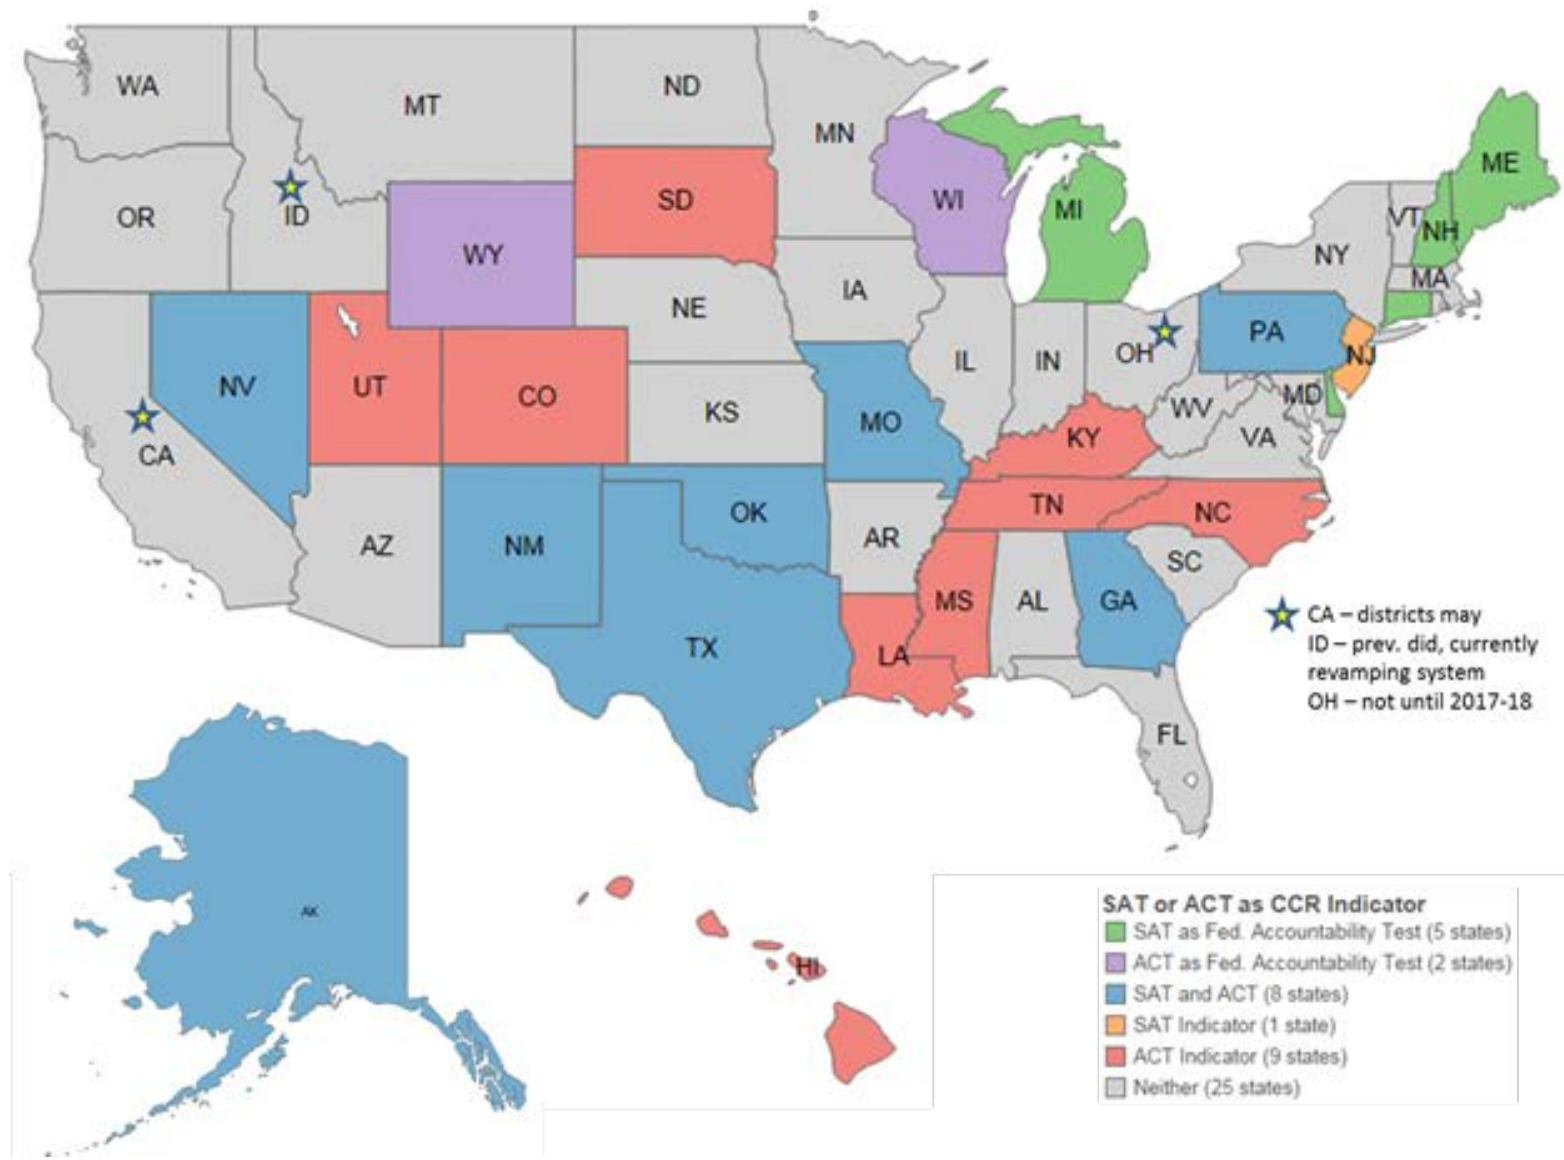 WA
MT
ND
MN
ME
OR
ID
SD
WI
MI
VT
NH
WY
NY
MA
IA
NE
PA
NV
UT
CO
IL
IN
OH
NJ
KS
MO
WV
MD
VA
CA
KY
OK
TN
NC
AZ
NM
AR
SC
MS
AL
GA
TX
LA
FL
CA – districts may
ID – prev. did, currently
revamping system
OH – not until 2017-18
AK
HI
SAT or ACT as CCR Indicator
SAT as Fed. Accountability Test (5 states)
ACT as Fed. Accountability Test (2 states)
SAT and ACT (8 states)
SAT Indicator (1 state)
ACT Indicator (9 states)
Neither (25 states)